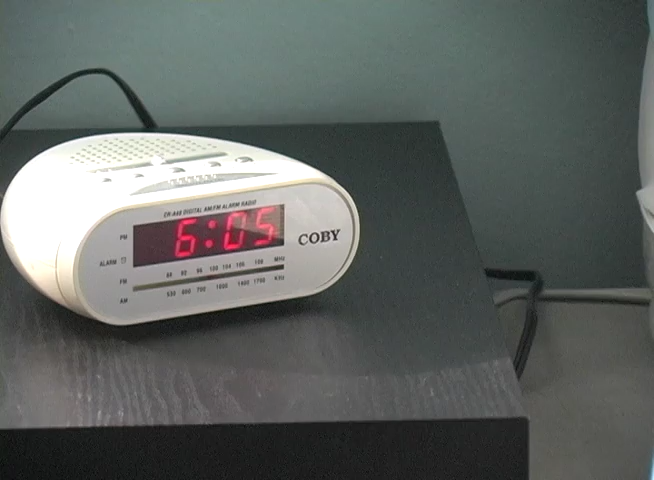 CR-A48 DIGITAL AM/FM ALARM RADIO
PM
6:05
COBY
ALARM
88 92 96 100 104 106 108 MHz
FM
AM
530 600 700 1000 1400 1700 KHz